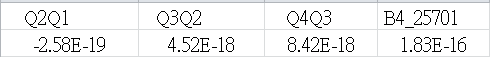 Q2Q1 Q3Q2 Q4Q3 B4_25701
-2.58E-19 4.52E-18 8.42E-18 1.83E-16